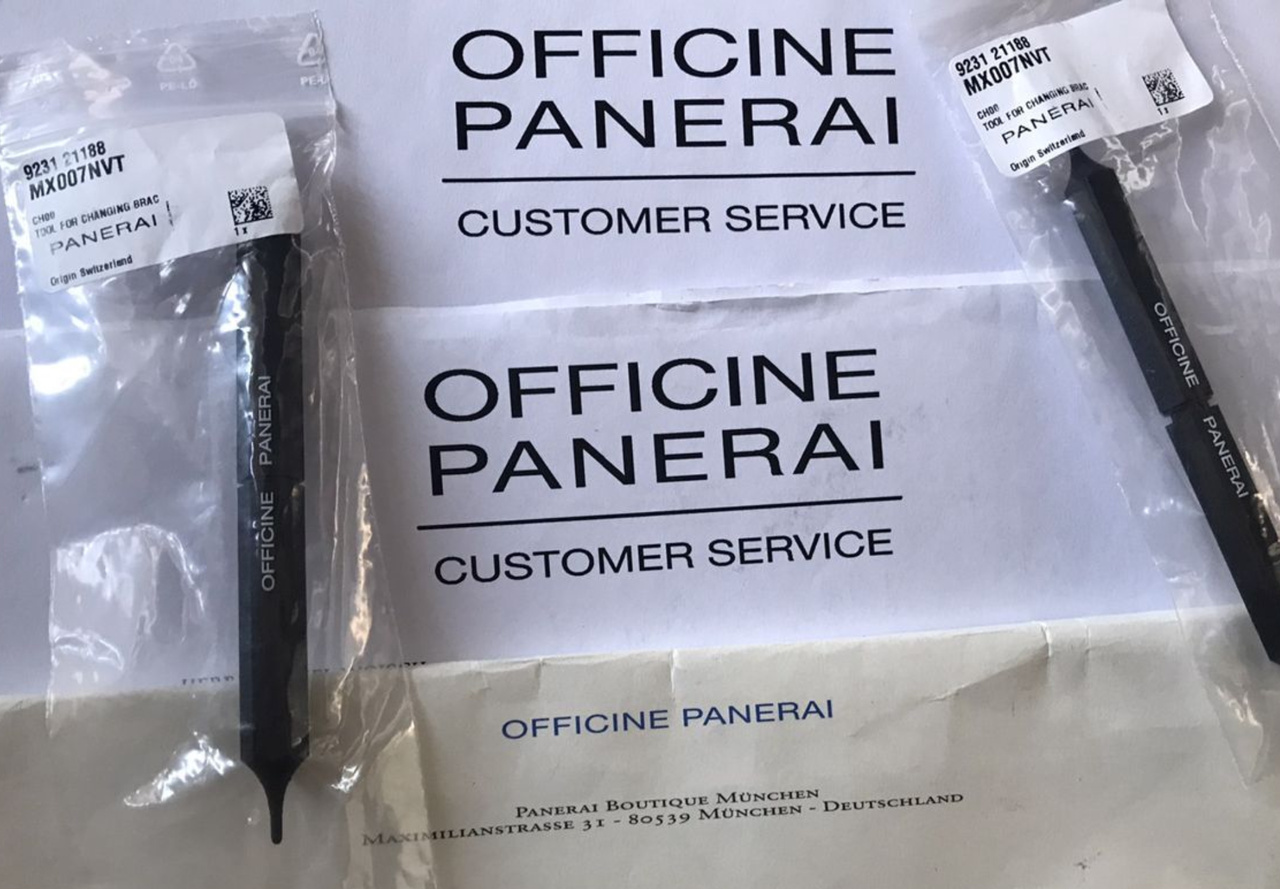 PE-LD
9231 21188
MX007NVT
CH00
TOOL FOR CHANGING BRAC
PANERAI
1x
Origin Switzerland
OFFICINE PANERAI
OFFICINE
PANERAI
CUSTOMER SERVICE
OFFICINE
PANERAI
CUSTOMER SERVICE
9231 21188
MX007NVT
CH00
TOOL FOR CHANGING BRAC
PANERAI
1x
Origin Switzerland
OFFICINE PANERAI
OFFICINE PANERAI
PANERAI BOUTIQUE MÜNCHEN
MAXIMILIANSTRASSE 31 - 80539 MÜNCHEN - DEUTSCHLAND